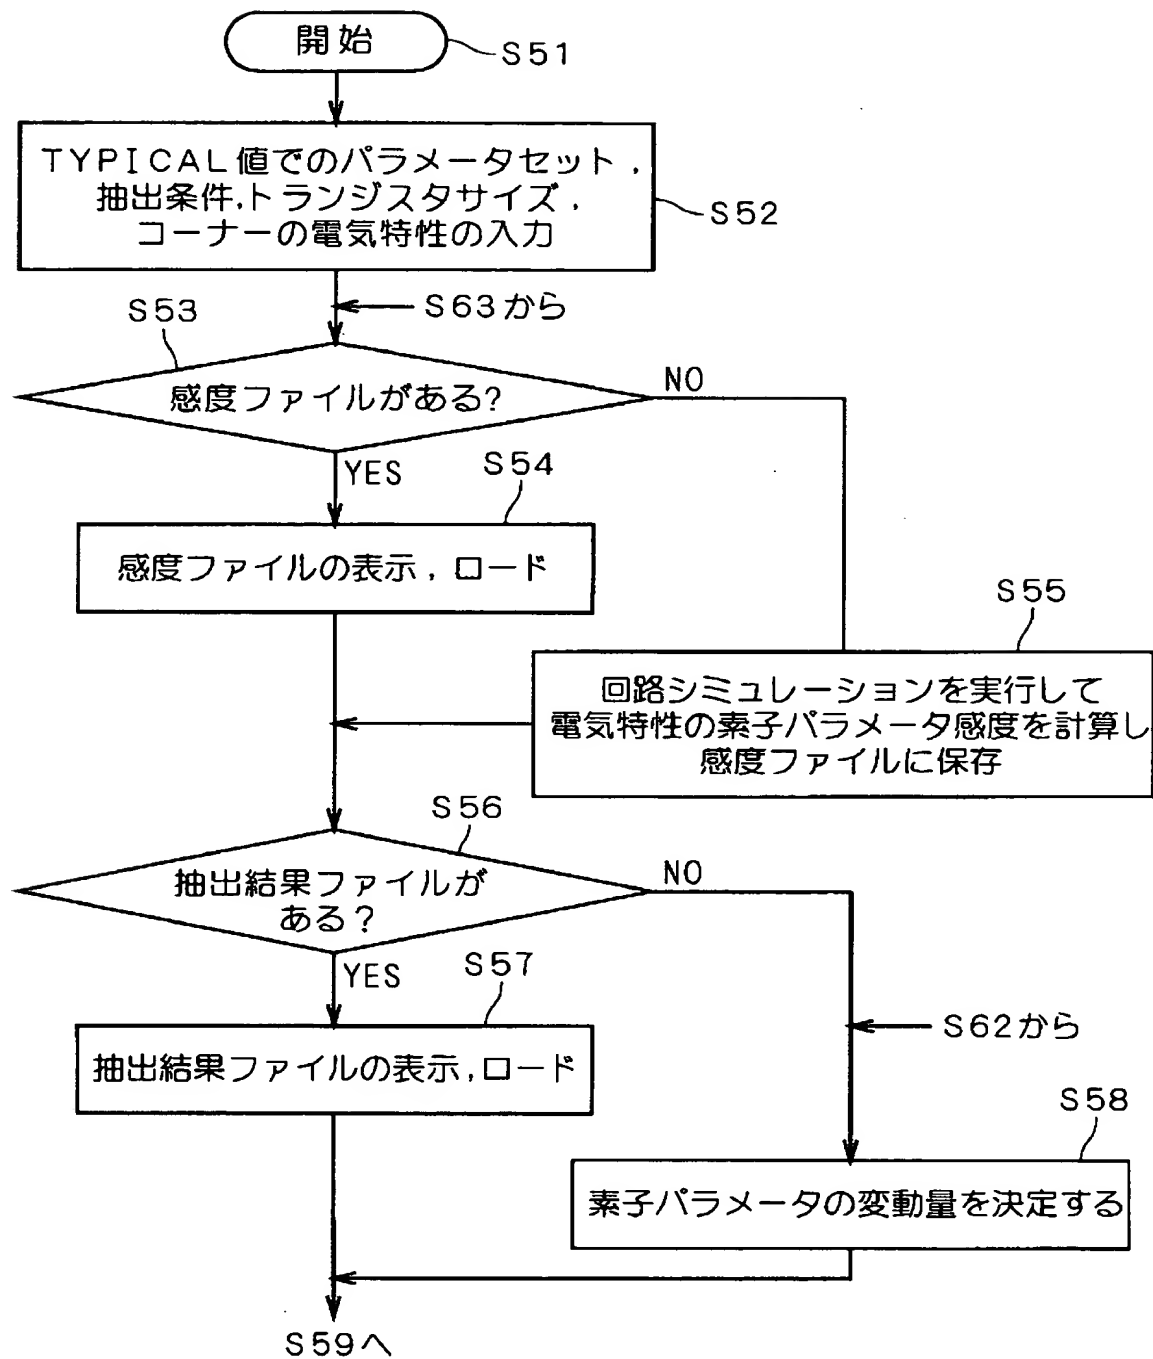 開始
S51
TYPICAL値でのパラメータセット,
抽出条件,トランジスタサイズ,
コーナーの電気特性の入力
S52
S63から
S53
感度ファイルがある?
NO
YES
S54
感度ファイルの表示,ロード
S55
回路シミュレーションを実行して
電気特性の素子パラメータ感度を計算し
感度ファイルに保存
S56
抽出結果ファイルが
ある?
NO
YES
S57
抽出結果ファイルの表示,ロード
S62から
S58
素子パラメータの変動量を決定する
S59へ